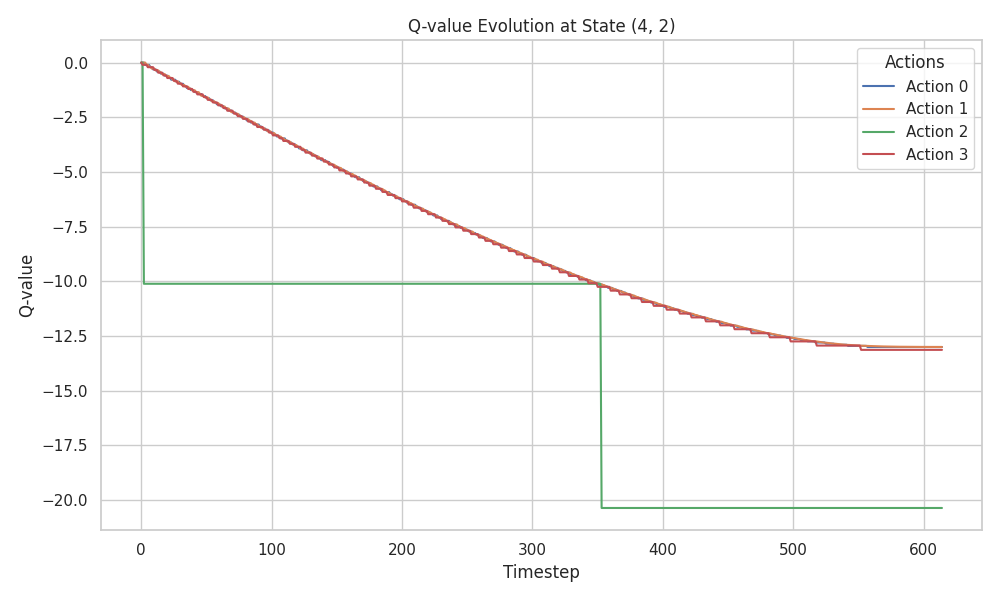 Q-value Evolution at State (4, 2)
Actions
Action 0
Action 1
Action 2
Action 3
Q-value
0.0
−2.5
−5.0
−7.5
−10.0
−12.5
−15.0
−17.5
−20.0
0 100 200 300 400 500 600
Timestep